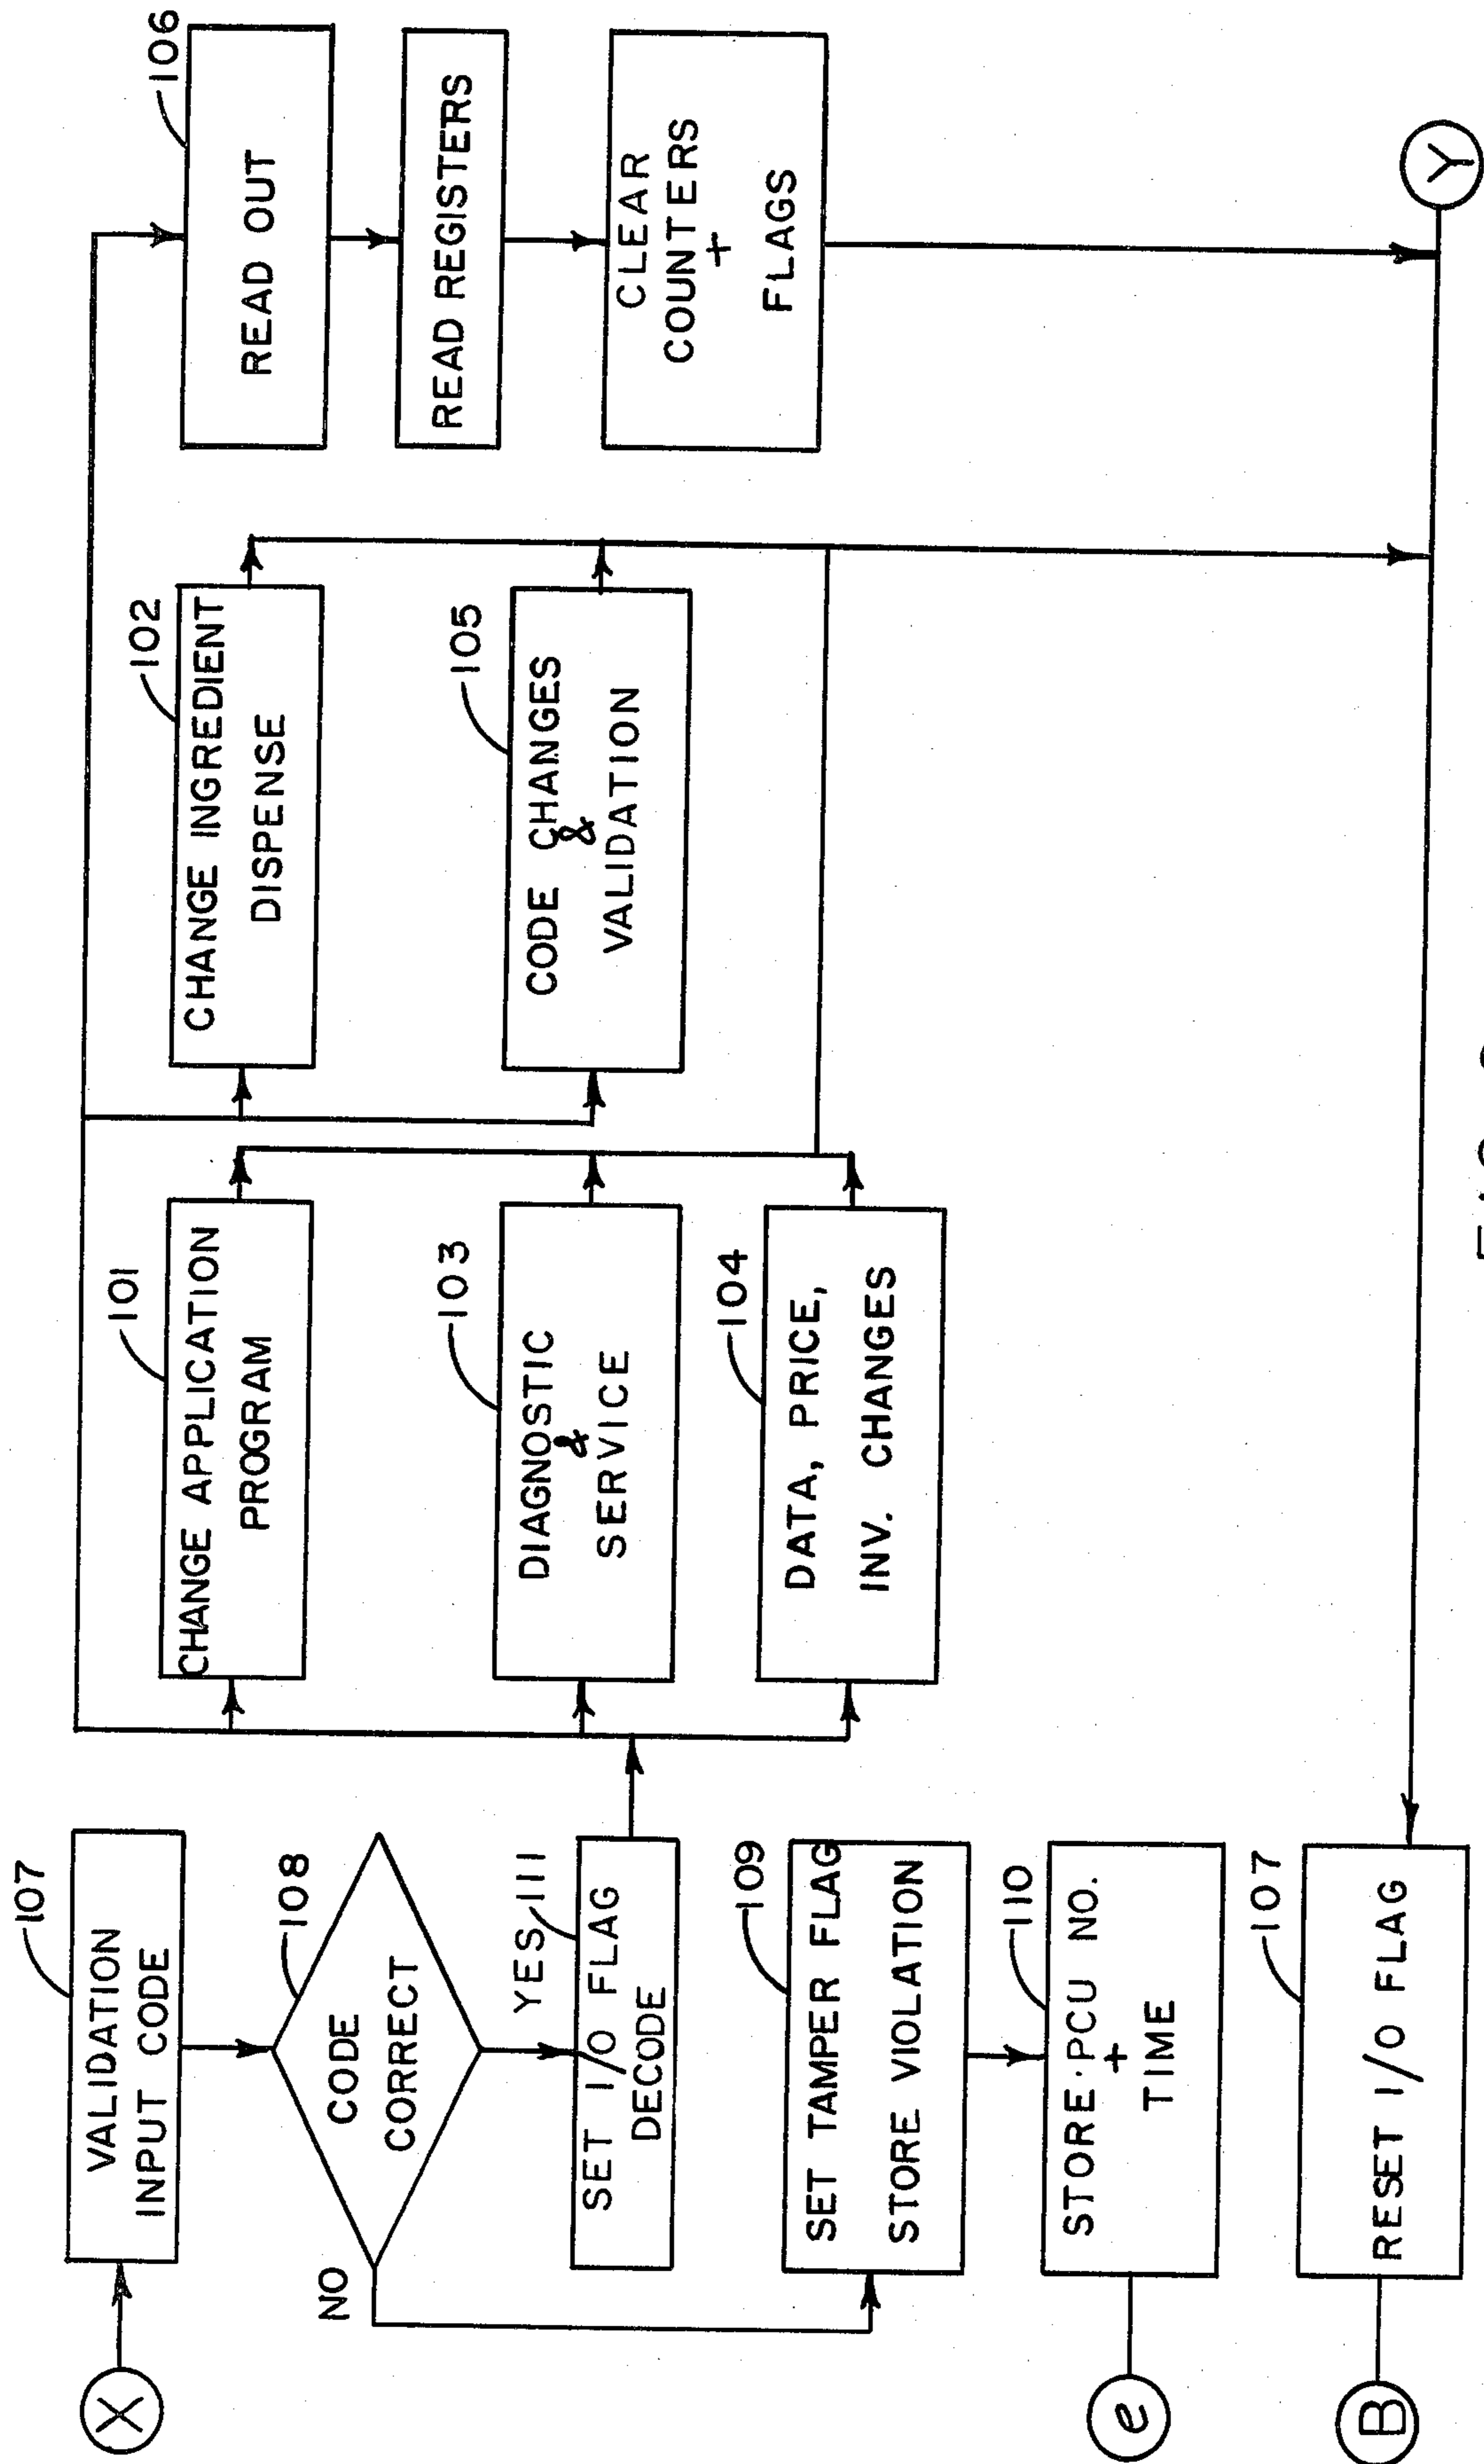 X
107
VALIDATION
INPUT CODE
108
CODE
CORRECT
NO
YES
111
SET I/O FLAG
DECODE
109
SET TAMPER FLAG
STORE VIOLATION
110
STORE·PCU NO.
+
TIME
e
107
RESET I/O FLAG
B
101
CHANGE APPLICATION
PROGRAM
103
DIAGNOSTIC
&
SERVICE
104
DATA, PRICE,
INV. CHANGES
102
CHANGE INGREDIENT
DISPENSE
105
CODE CHANGES
&
VALIDATION
106
READ OUT
READ REGISTERS
CLEAR
COUNTERS
+
FLAGS
Y